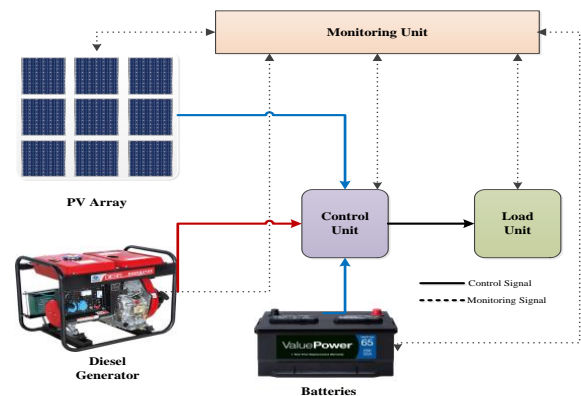 Monitoring Unit
PV Array
Control
Unit
Load
Unit
Control Signal
Monitoring Signal
Diesel
Generator
ValuePower
65
Batteries